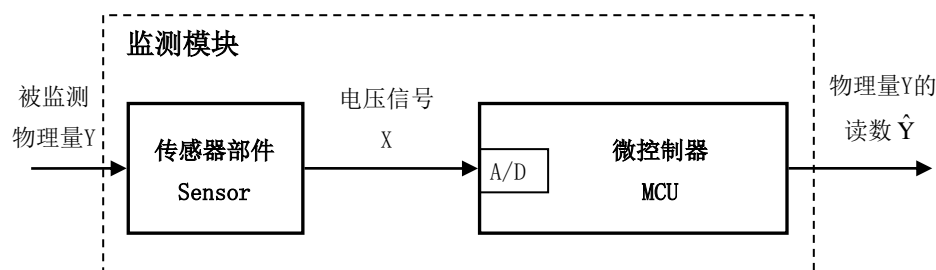 监测模块
被监测
物理量Y
传感器部件
Sensor
电压信号
X
A/D
微控制器
MCU
物理量Y的
读数 Ŷ